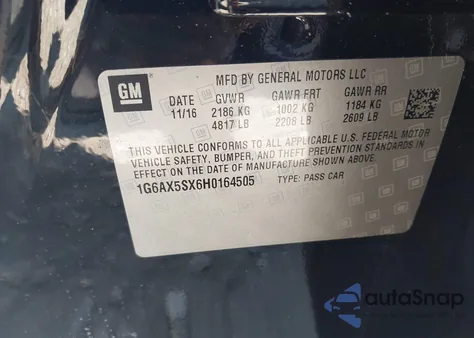 GM
MFD BY GENERAL MOTORS LLC
DATE GVWR GAWR FRT GAWR RR
11/16 2186 KG 1002 KG 1184 KG
4817 LB 2208 LB 2609 LB
THIS VEHICLE CONFORMS TO ALL APPLICABLE U.S. FEDERAL MOTOR
VEHICLE SAFETY, BUMPER, AND THEFT PREVENTION STANDARDS IN
EFFECT ON THE DATE OF MANUFACTURE SHOWN ABOVE.
1G6AX5SX6H0164505 TYPE: PASS CAR
autoSnap